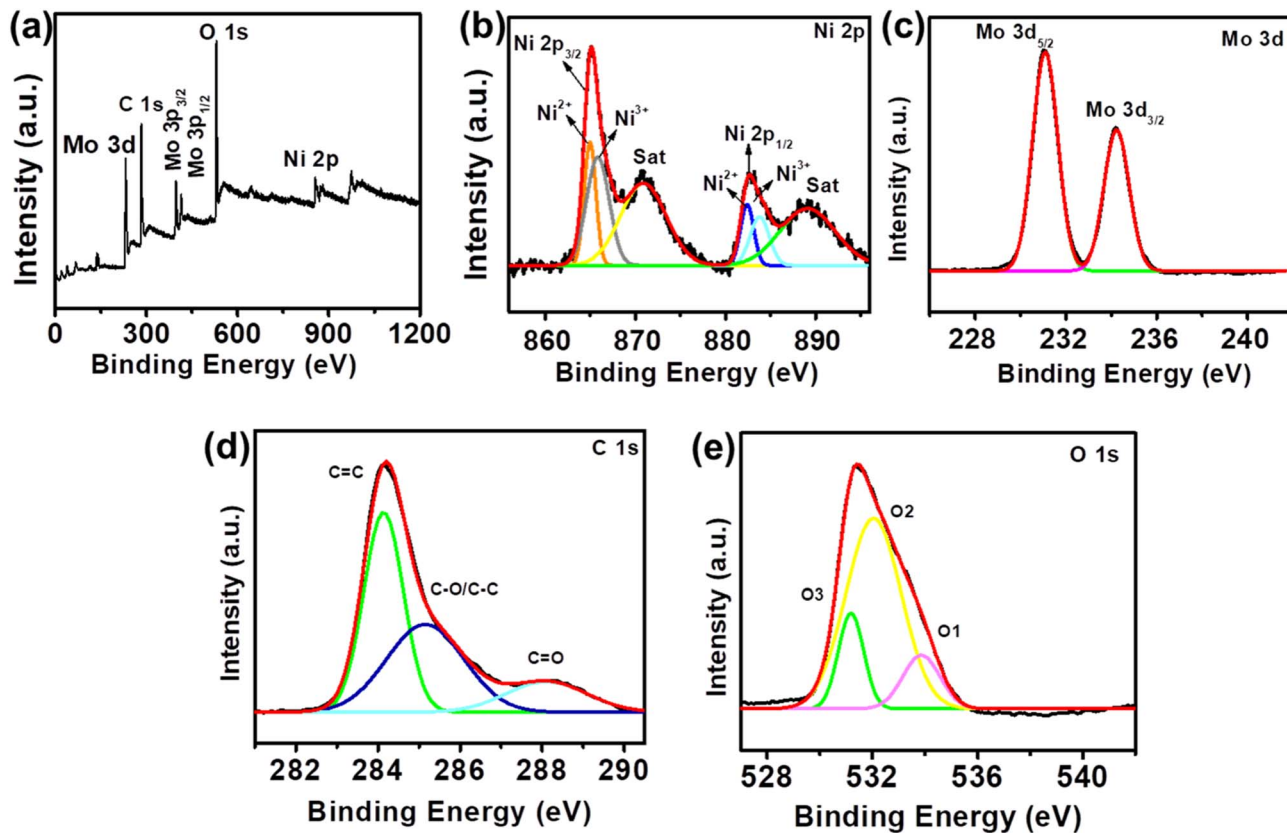 (a)
O 1s
C 1s
Mo 3p3/2
Mo 3p1/2
Mo 3d
Ni 2p
Intensity (a.u.)
0 300 600 900 1200
Binding Energy (eV)
(b)
Ni 2p
Ni 2p3/2
Ni2+
Ni3+
Sat
Ni 2p1/2
Ni2+
Ni3+
Sat
Intensity (a.u.)
860 870 880 890
Binding Energy (eV)
(c)
Mo 3d5/2
Mo 3d
Mo 3d3/2
Intensity (a.u.)
228 232 236 240
Binding Energy (eV)
(d)
C 1s
C=C
C-O/C-C
C=O
Intensity (a.u.)
282 284 286 288 290
Binding Energy (eV)
(e)
O 1s
O2
O3
O1
Intensity (a.u.)
528 532 536 540
Binding Energy (eV)